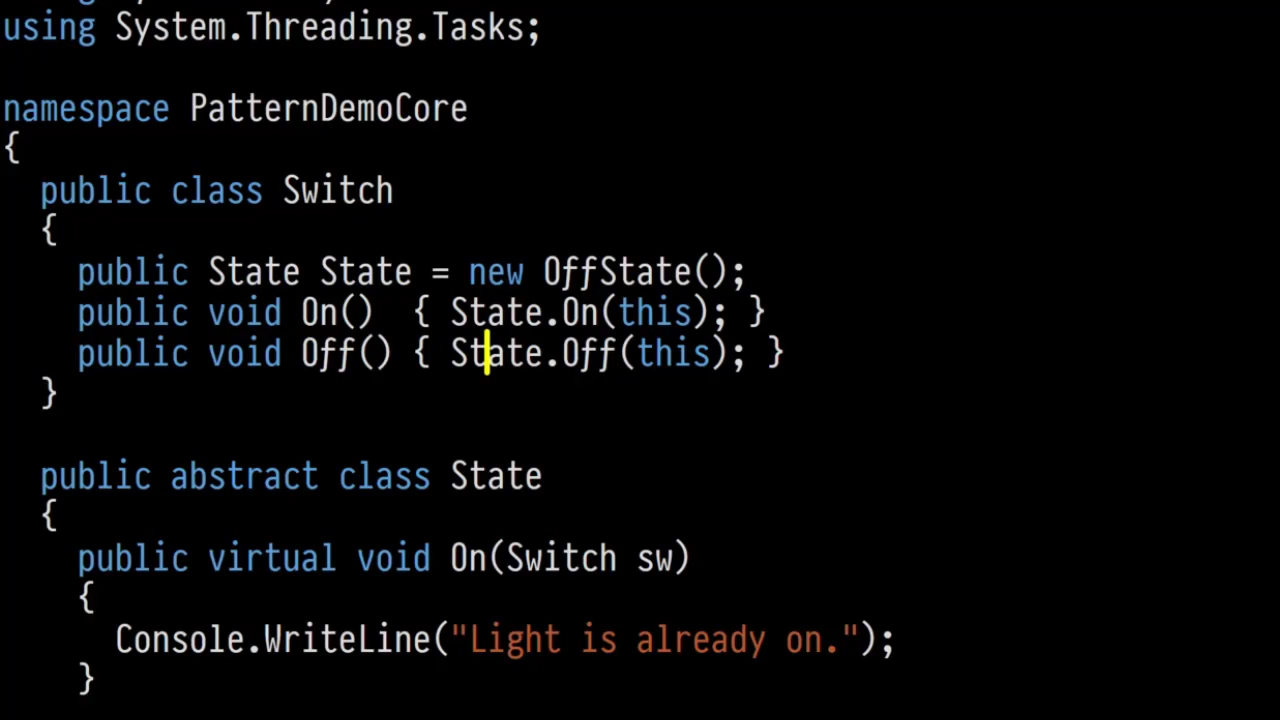 using System.Threading.Tasks;
namespace PatternDemoCore
{
public class Switch
{
public State State = new OffState();
public void On() { State.On(this); }
public void Off() { State.Off(this); }
}
public abstract class State
{
public virtual void On(Switch sw)
{
Console.WriteLine("Light is already on.");
}